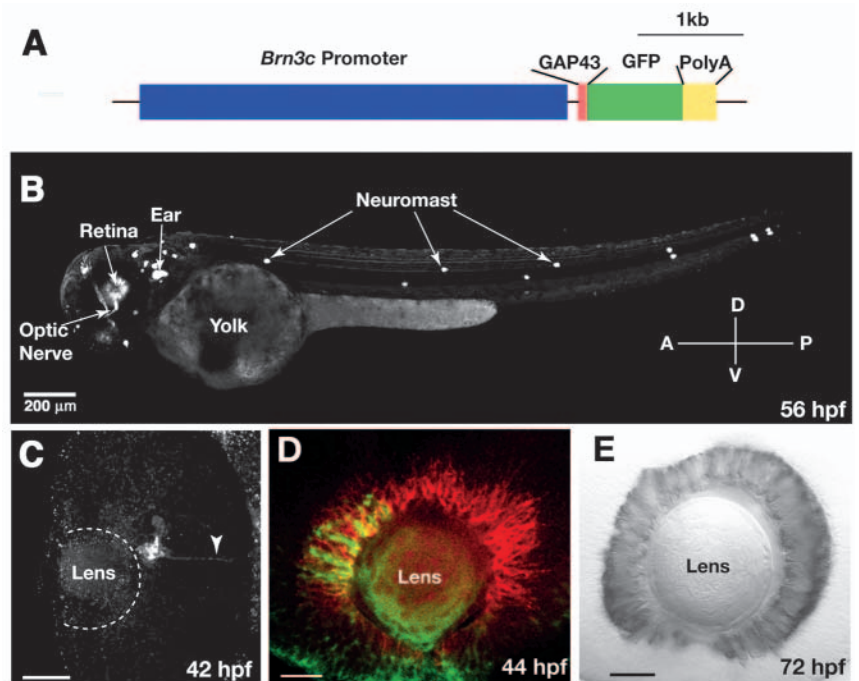 A
1kb
Brn3c Promoter
GAP43 GFP PolyA
B
Neuromast
Ear
Retina
Optic
Nerve
Yolk
D
A P
V
200 µm
56 hpf
C
Lens
42 hpf
D
Lens
44 hpf
E
Lens
72 hpf